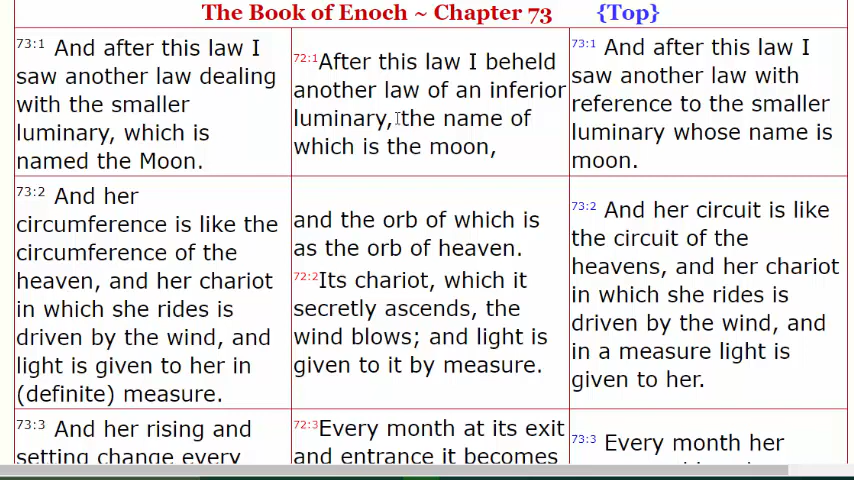 The Book of Enoch ~ Chapter 73 {Top}
73:1 And after this law I
saw another law dealing
with the smaller
luminary, which is
named the Moon.
72:1After this law I beheld
another law of an inferior
luminary, the name of
which is the moon,
73:1 And after this law I
saw another law with
reference to the smaller
luminary whose name is
moon.
73:2 And her
circumference is like the
circumference of the
heaven, and her chariot
in which she rides is
driven by the wind, and
light is given to her in
(definite) measure.
and the orb of which is
as the orb of heaven.
72:2Its chariot, which it
secretly ascends, the
wind blows; and light is
given to it by measure.
73:2 And her circuit is like
the circuit of the
heavens, and her chariot
in which she rides is
driven by the wind, and
in a measure light is
given to her.
73:3 And her rising and
setting change every
72:3Every month at its exit
and entrance it becomes
73:3 Every month her